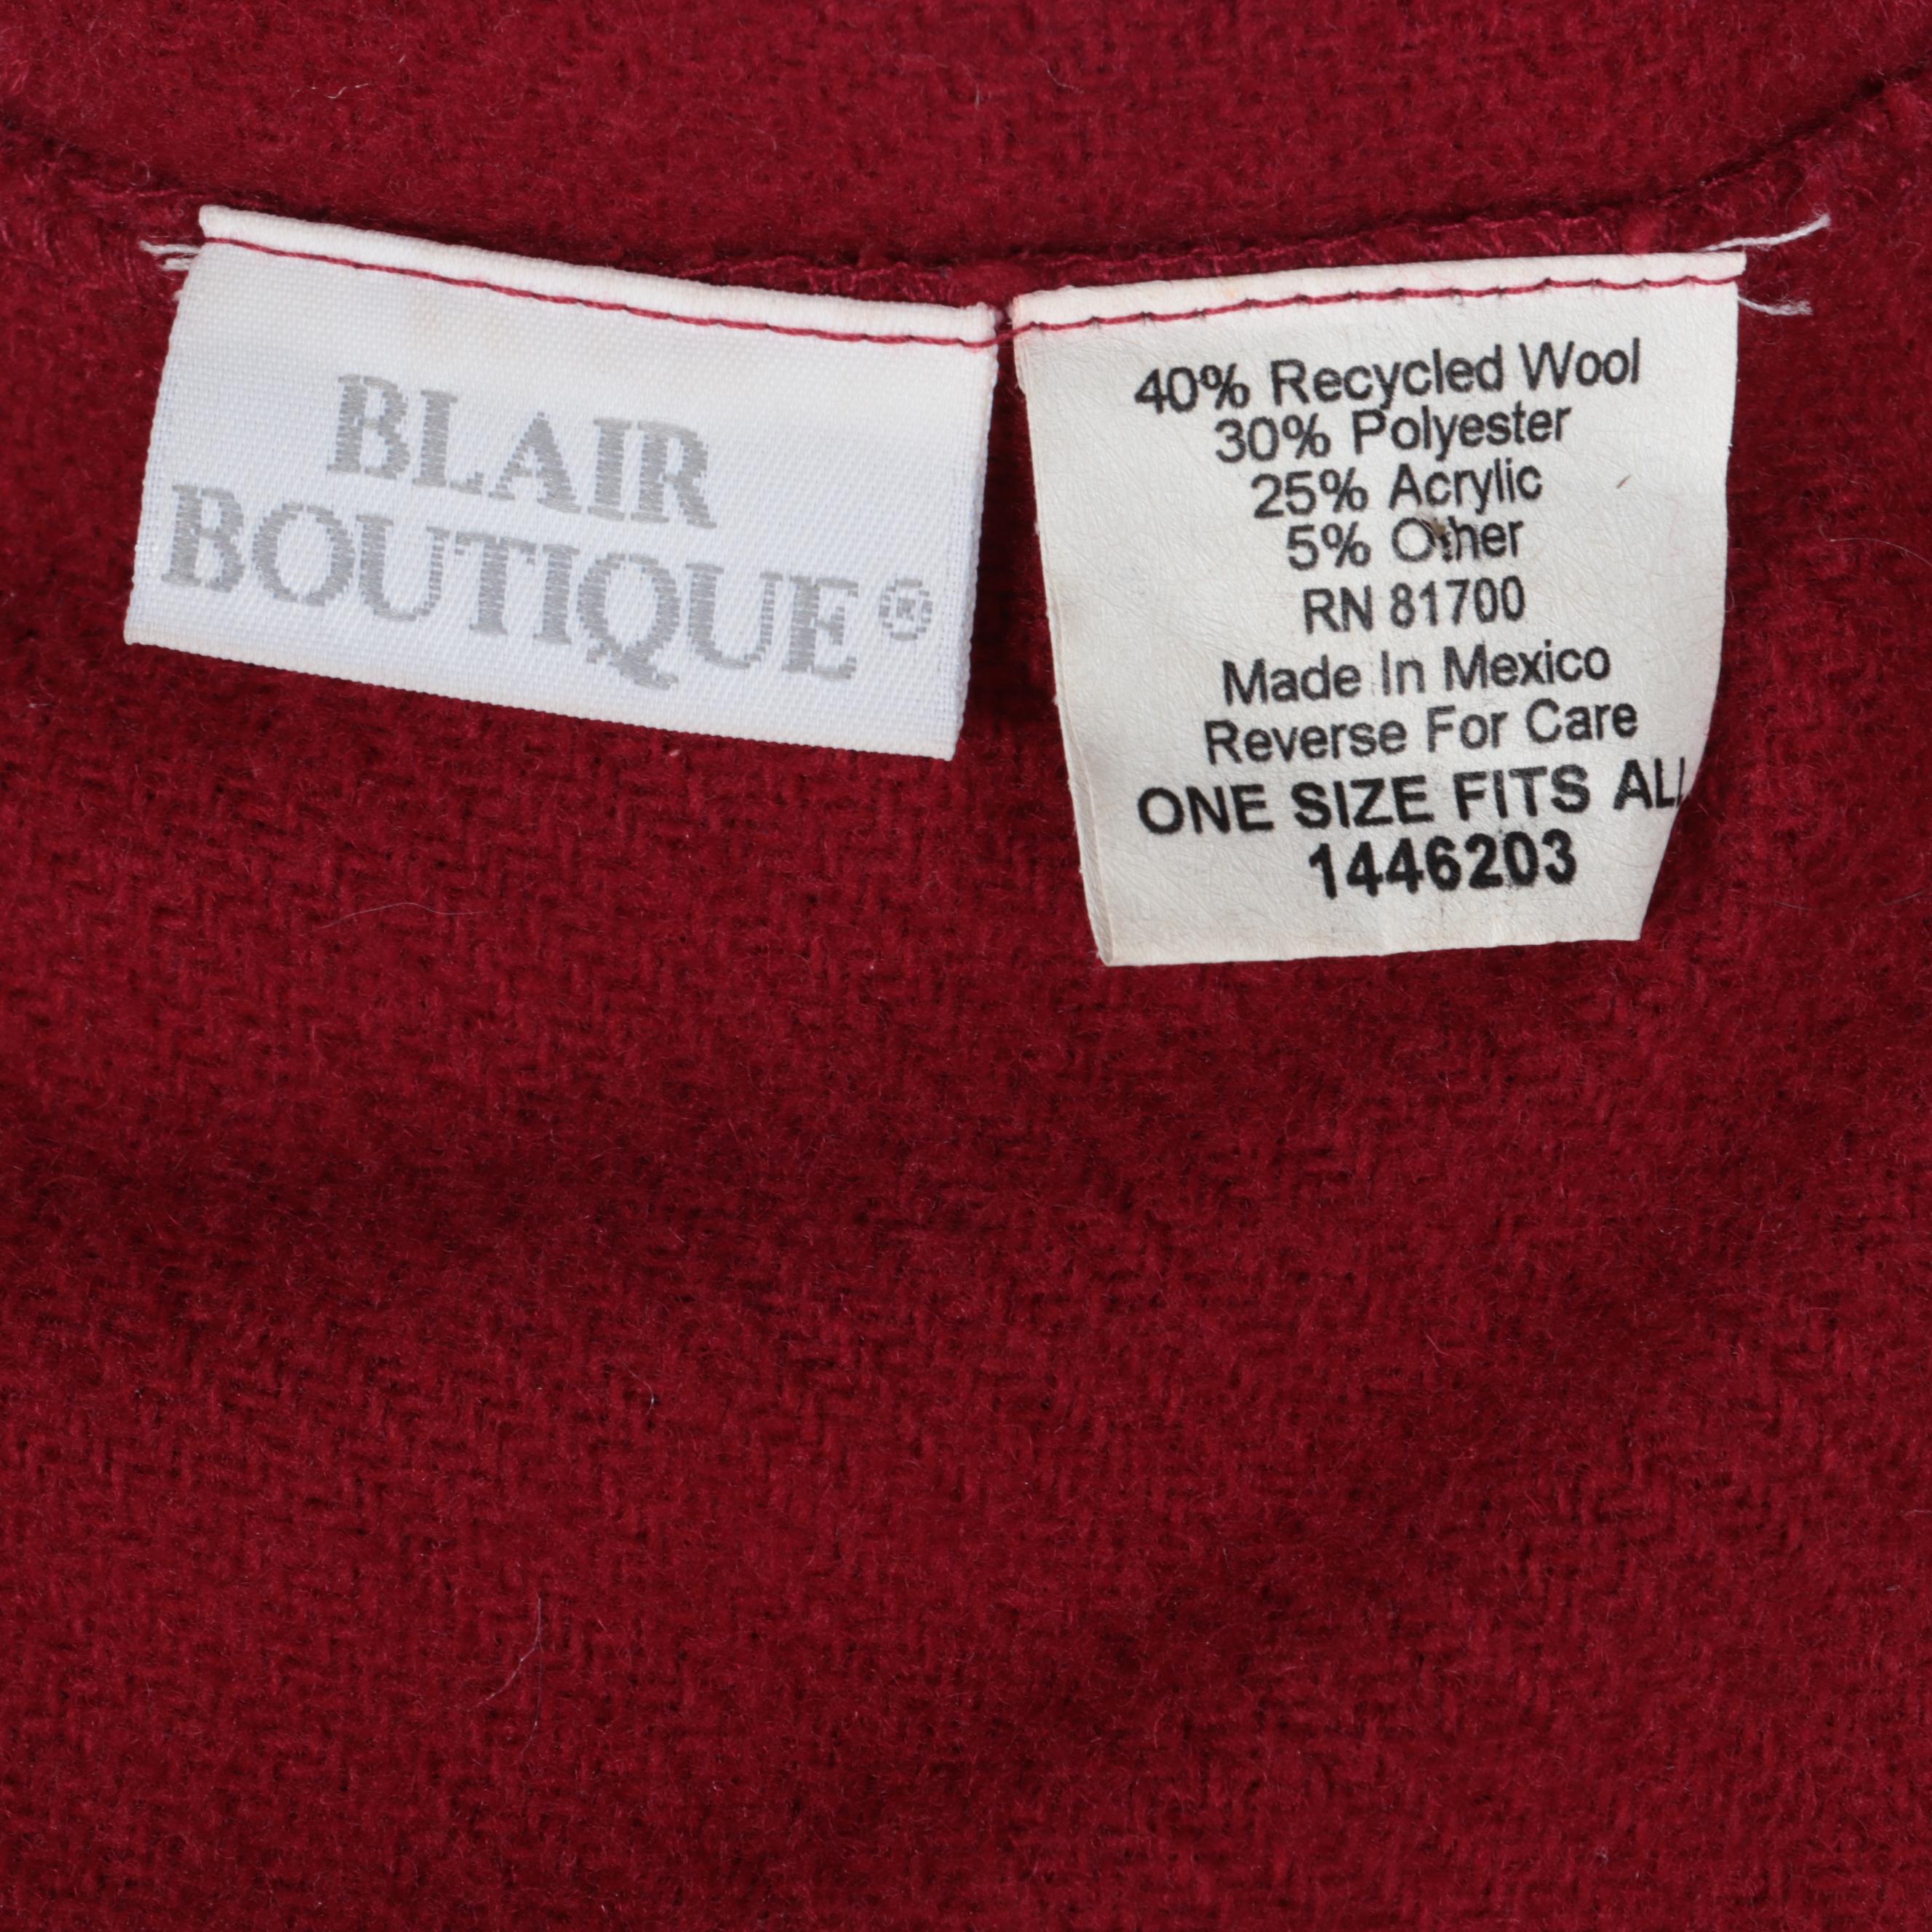 BLAIR
BOUTIQUE®
40% Recycled Wool
30% Polyester
25% Acrylic
5% Other
RN 81700
Made In Mexico
Reverse For Care
ONE SIZE FITS ALL
1446203